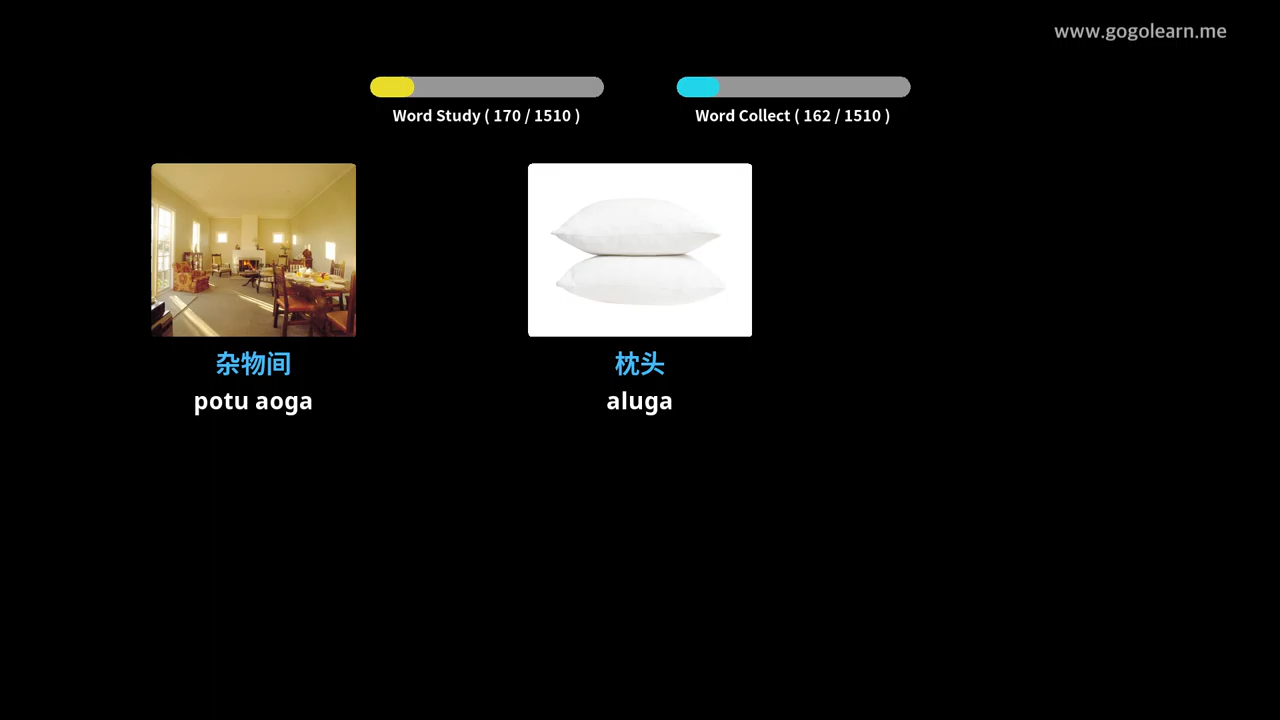 www.gogolearn.me
Word Study ( 170 / 1510 )
Word Collect ( 162 / 1510 )
杂物间
potu aoga
枕头
aluga